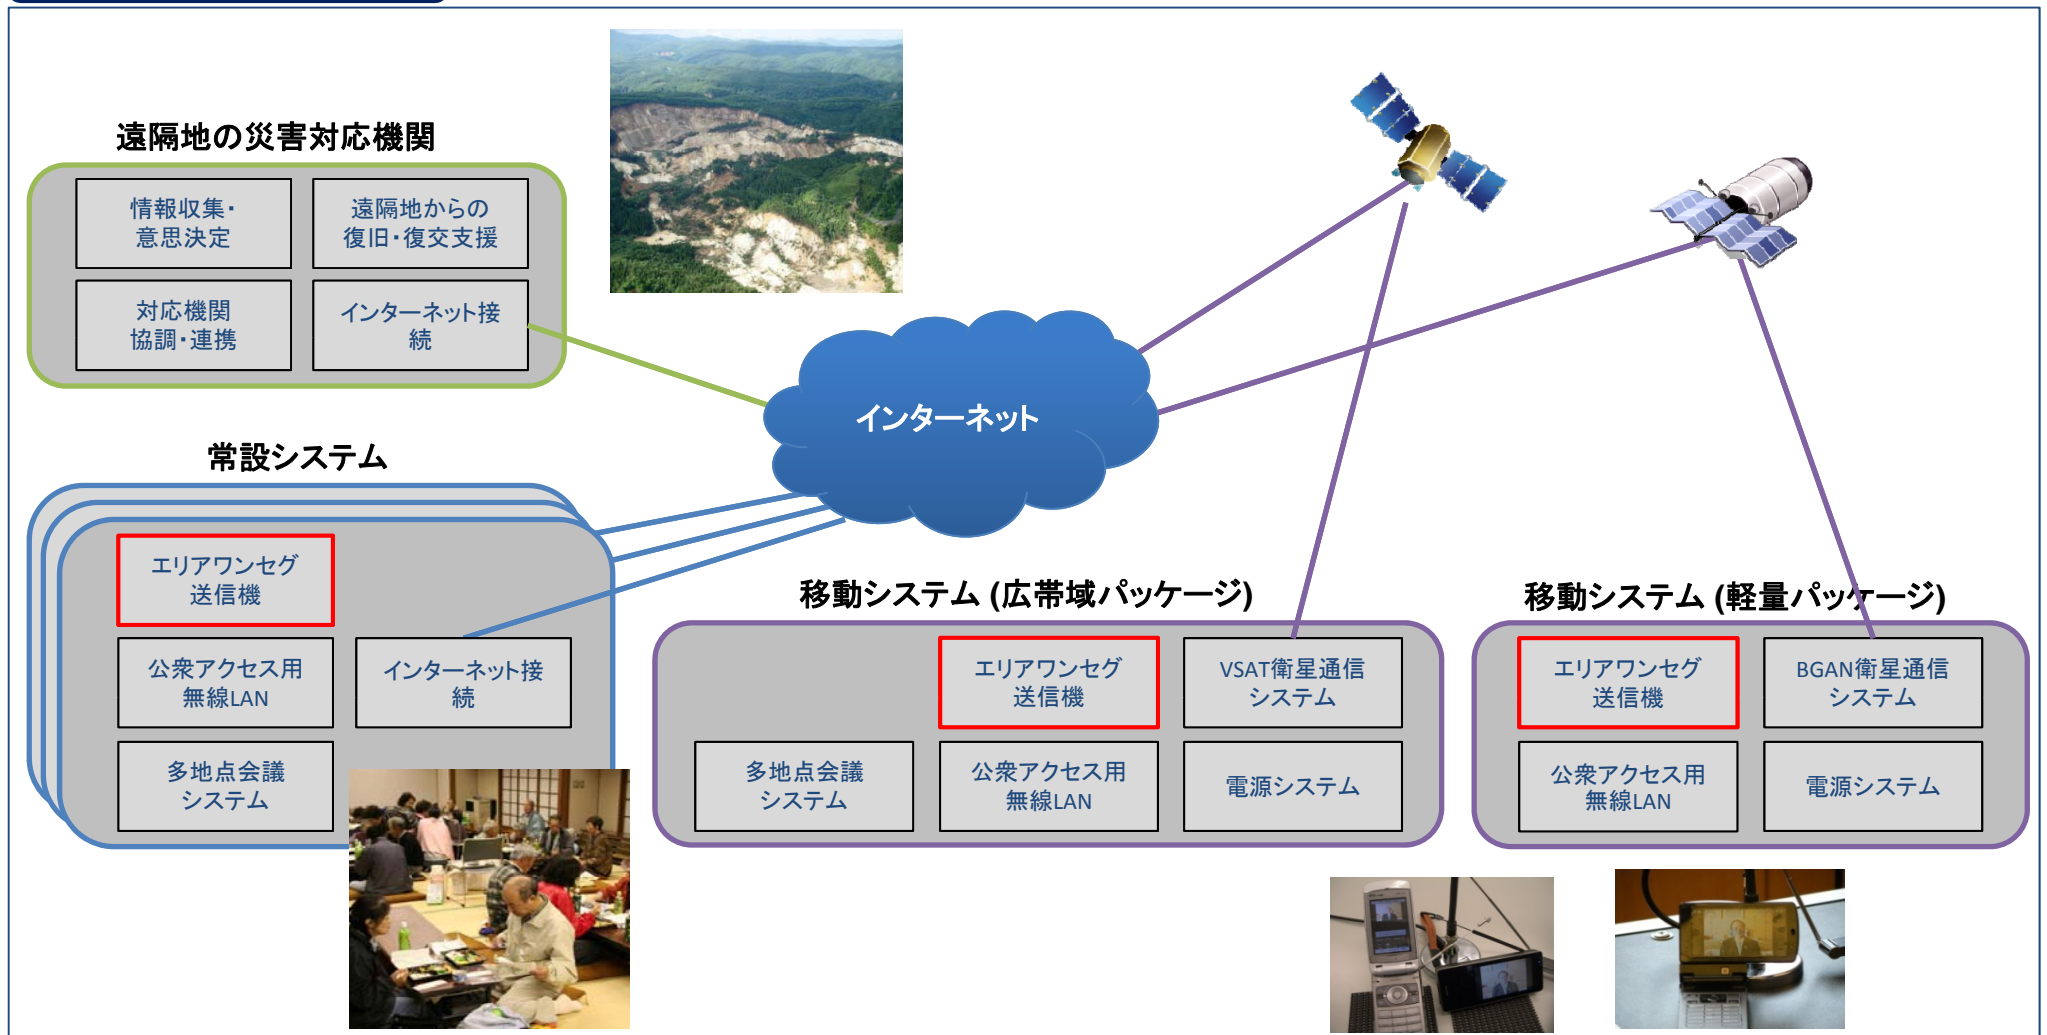 遠隔地の災害対応機関
情報収集・
意思決定
遠隔地からの
復旧・復交支援
対応機関
協調・連携
インターネット接
続
インターネット
常設システム
エリアワンセグ
送信機
公衆アクセス用
無線LAN
インターネット接
続
多地点会議
システム
移動システム (広帯域パッケージ)
エリアワンセグ
送信機
VSAT衛星通信
システム
多地点会議
システム
公衆アクセス用
無線LAN
電源システム
移動システム (軽量パッケージ)
エリアワンセグ
送信機
BGAN衛星通信
システム
公衆アクセス用
無線LAN
電源システム